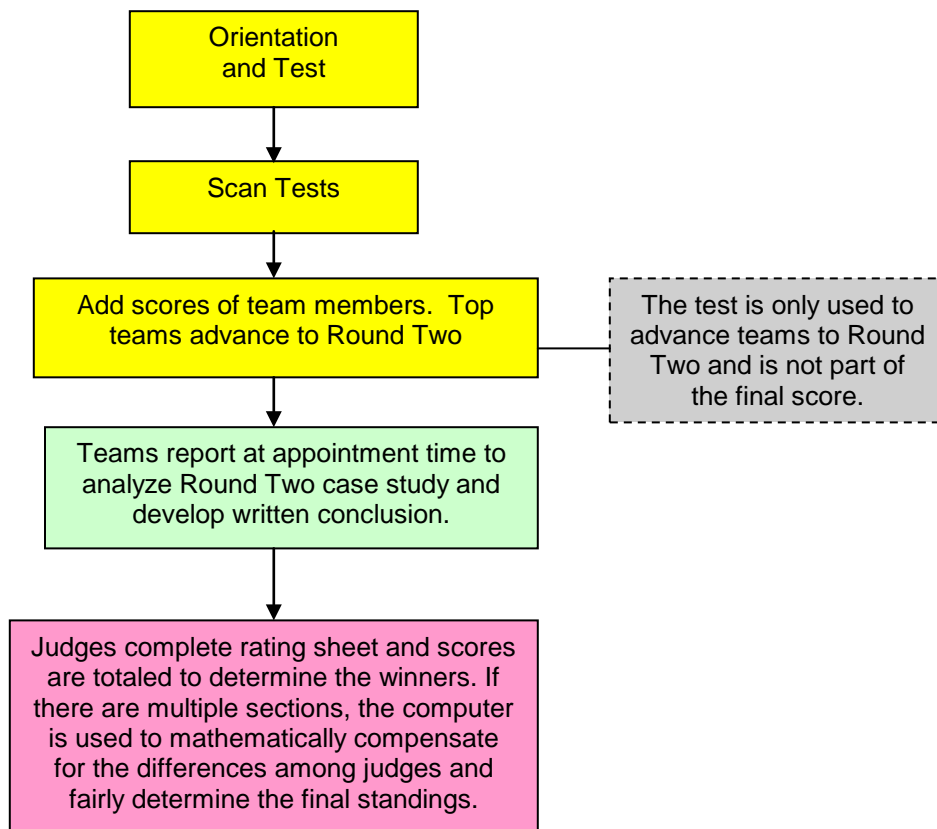 Orientation
and Test
Scan Tests
Add scores of team members.  Top
teams advance to Round Two
The test is only used to
advance teams to Round
Two and is not part of
the final score.
Teams report at appointment time to
analyze Round Two case study and
develop written conclusion.
Judges complete rating sheet and scores
are totaled to determine the winners. If
there are multiple sections, the computer
is used to mathematically compensate
for the differences among judges and
fairly determine the final standings.